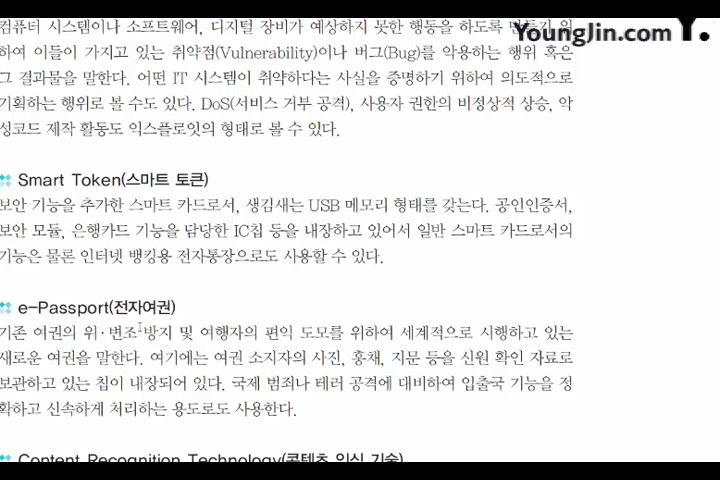 YoungJin.com Y.
컴퓨터 시스템이나 소프트웨어, 디지털 장비가 예상하지 못한 행동을 하도록 만들기 위
하여 이들이 가지고 있는 취약점(Vulnerability)이나 버그(Bug)를 악용하는 행위 혹은
그 결과물을 말한다. 어떤 IT 시스템이 취약하다는 사실을 증명하기 위하여 의도적으로
기획하는 행위로 볼 수도 있다. DoS(서비스 거부 공격), 사용자 권한의 비정상적 상승, 악
성코드 제작 활동도 익스플로잇의 형태로 볼 수 있다.
Smart Token(스마트 토큰)
보안 기능을 추가한 스마트 카드로서, 생김새는 USB 메모리 형태를 갖는다. 공인인증서,
보안 모듈, 은행카드 기능을 담당한 IC칩 등을 내장하고 있어서 일반 스마트 카드로서의
기능은 물론 인터넷 뱅킹용 전자통장으로도 사용할 수 있다.
e-Passport(전자여권)
기존 여권의 위·변조 방지 및 여행자의 편익 도모를 위하여 세계적으로 시행하고 있는
새로운 여권을 말한다. 여기에는 여권 소지자의 사진, 홍채, 지문 등을 신원 확인 자료로
보관하고 있는 칩이 내장되어 있다. 국제 범죄나 테러 공격에 대비하여 입출국 기능을 정
확하고 신속하게 처리하는 용도로도 사용한다.
Content Recognition Technology(콘텐츠 인식 기술)